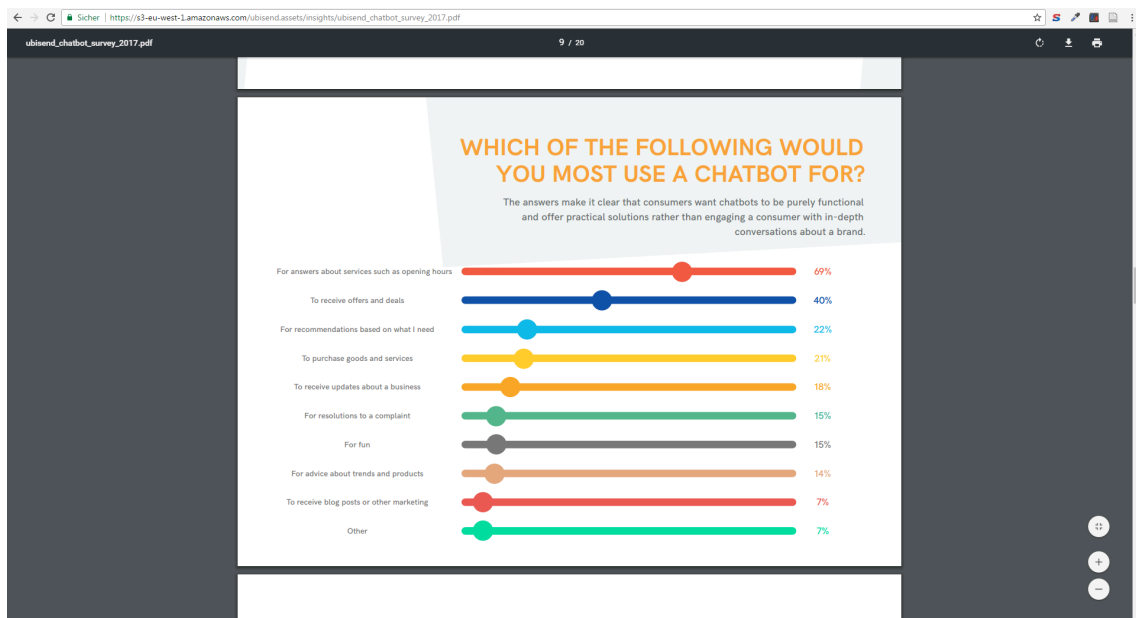 Sicher | https://s3-eu-west-1.amazonaws.com/ubisend.assets/insights/ubisend_chatbot_survey_2017.pdf
ubisend_chatbot_survey_2017.pdf
9 / 20
WHICH OF THE FOLLOWING WOULD
YOU MOST USE A CHATBOT FOR?
The answers make it clear that consumers want chatbots to be purely functional
and offer practical solutions rather than engaging a consumer with in-depth
conversations about a brand.
For answers about services such as opening hours 69%
To receive offers and deals 40%
For recommendations based on what I need 22%
To purchase goods and services 21%
To receive updates about a business 18%
For resolutions to a complaint 15%
For fun 15%
For advice about trends and products 14%
To receive blog posts or other marketing 7%
Other 7%